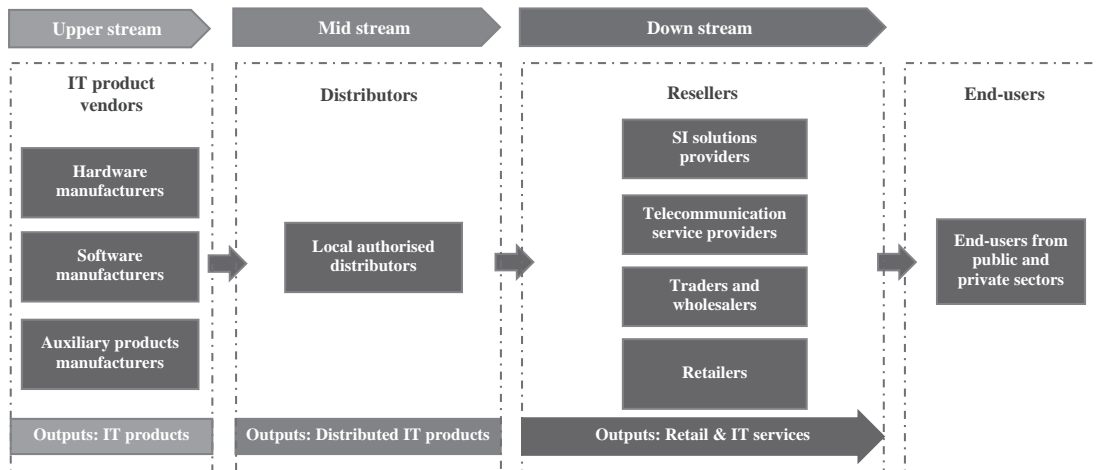 Upper stream
Mid stream
Down stream
IT product
vendors
Hardware
manufacturers
Software
manufacturers
Auxiliary products
manufacturers
Outputs: IT products
Distributors
Local authorised
distributors
Outputs: Distributed IT products
Resellers
SI solutions
providers
Telecommunication
service providers
Traders and
wholesalers
Retailers
Outputs: Retail & IT services
End-users
End-users from
public and
private sectors